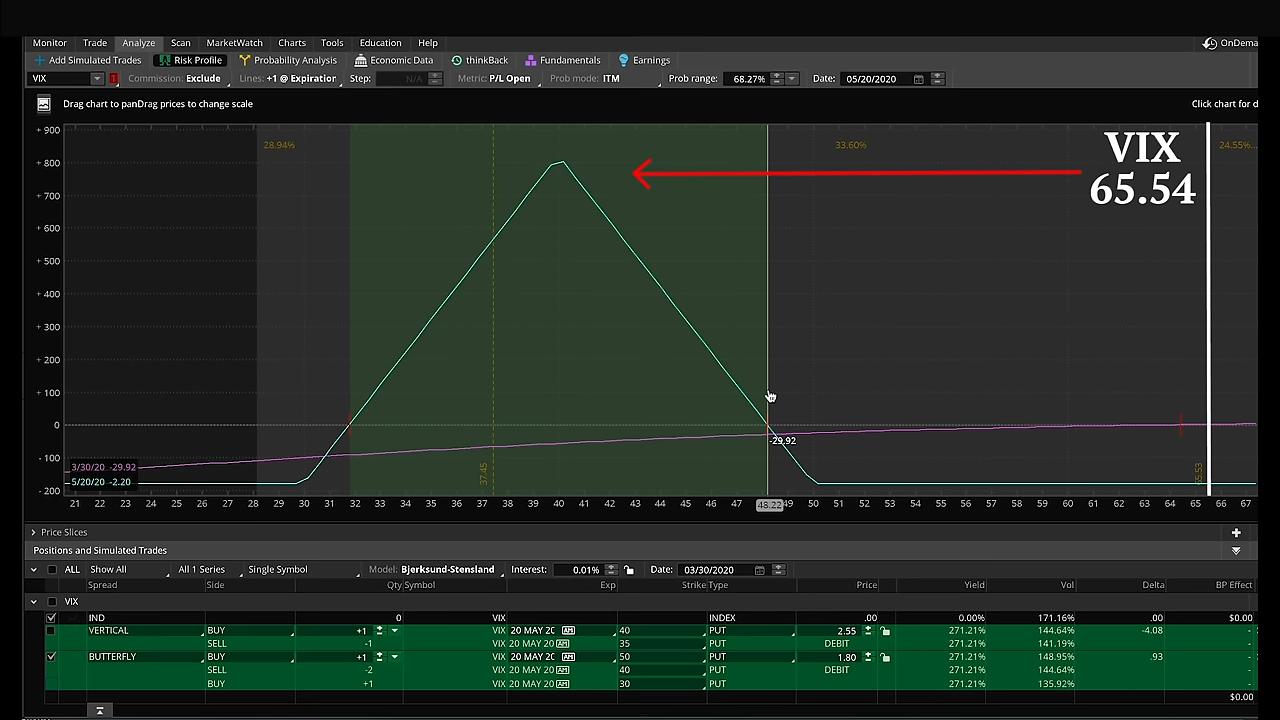 Monitor Trade Analyze Scan MarketWatch Charts Tools Education Help OnDema
Add Simulated Trades Risk Profile Probability Analysis Economic Data thinkBack Fundamentals Earnings
VIX 1 Commission: Exclude Lines: +1 @ Expiration Step: N/A Metric: P/L Open Prob mode: ITM Prob range: 68.27% Date: 05/20/2020
Drag chart to panDrag prices to change scale Click chart for d
+ 900
28.94% 33.60% 24.55%...
VIX
+ 800
65.54
+ 700
+ 600
+ 500
+ 400
+ 300
+ 200
+ 100
0
-29.92
- 100
3/30/20 -29.92
5/20/20 -2.20
37.45
65.53
- 200
21 22 23 24 25 26 27 28 29 30 31 32 33 34 35 36 37 38 39 40 41 42 43 44 45 46 47 48.22 49 50 51 52 53 54 55 56 57 58 59 60 61 62 63 64 65 66 67
Price Slices
Positions and Simulated Trades
ALL Show All All 1 Series Single Symbol Model: Bjerksund-Stensland Interest: 0.01% Date: 03/30/2020
Spread Side Qty Symbol Exp Strike Type Price Yield Vol Delta BP Effect
VIX
IND 0 VIX INDEX .00 0.00% 171.16% .00 $0.00
VERTICAL BUY +1 VIX 20 MAY 20 AM 40 PUT 2.55 271.21% 144.64% -4.08 -
SELL -1 VIX 20 MAY 20 AM 35 PUT DEBIT 271.21% 141.19% -
BUTTERFLY BUY +1 VIX 20 MAY 20 AM 50 PUT 1.80 271.21% 148.95% .93 -
SELL -2 VIX 20 MAY 20 AM 40 PUT DEBIT 271.21% 144.64% -
BUY +1 VIX 20 MAY 20 AM 30 PUT 271.21% 135.92% -
$0.00